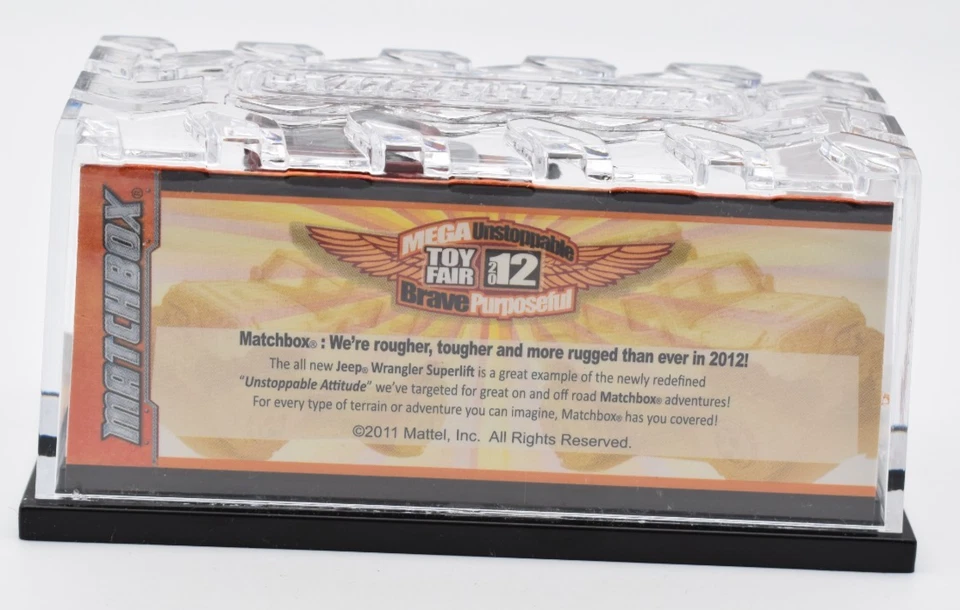 MATCHBOX®
MEGA Unstoppable
TOY FAIR 2012
Brave Purposeful
Matchbox® : We're rougher, tougher and more rugged than ever in 2012!
The all new Jeep® Wrangler Superlift is a great example of the newly redefined
"Unstoppable Attitude" we've targeted for great on and off road Matchbox® adventures!
For every type of terrain or adventure you can imagine, Matchbox® has you covered!
©2011 Mattel, Inc. All Rights Reserved.